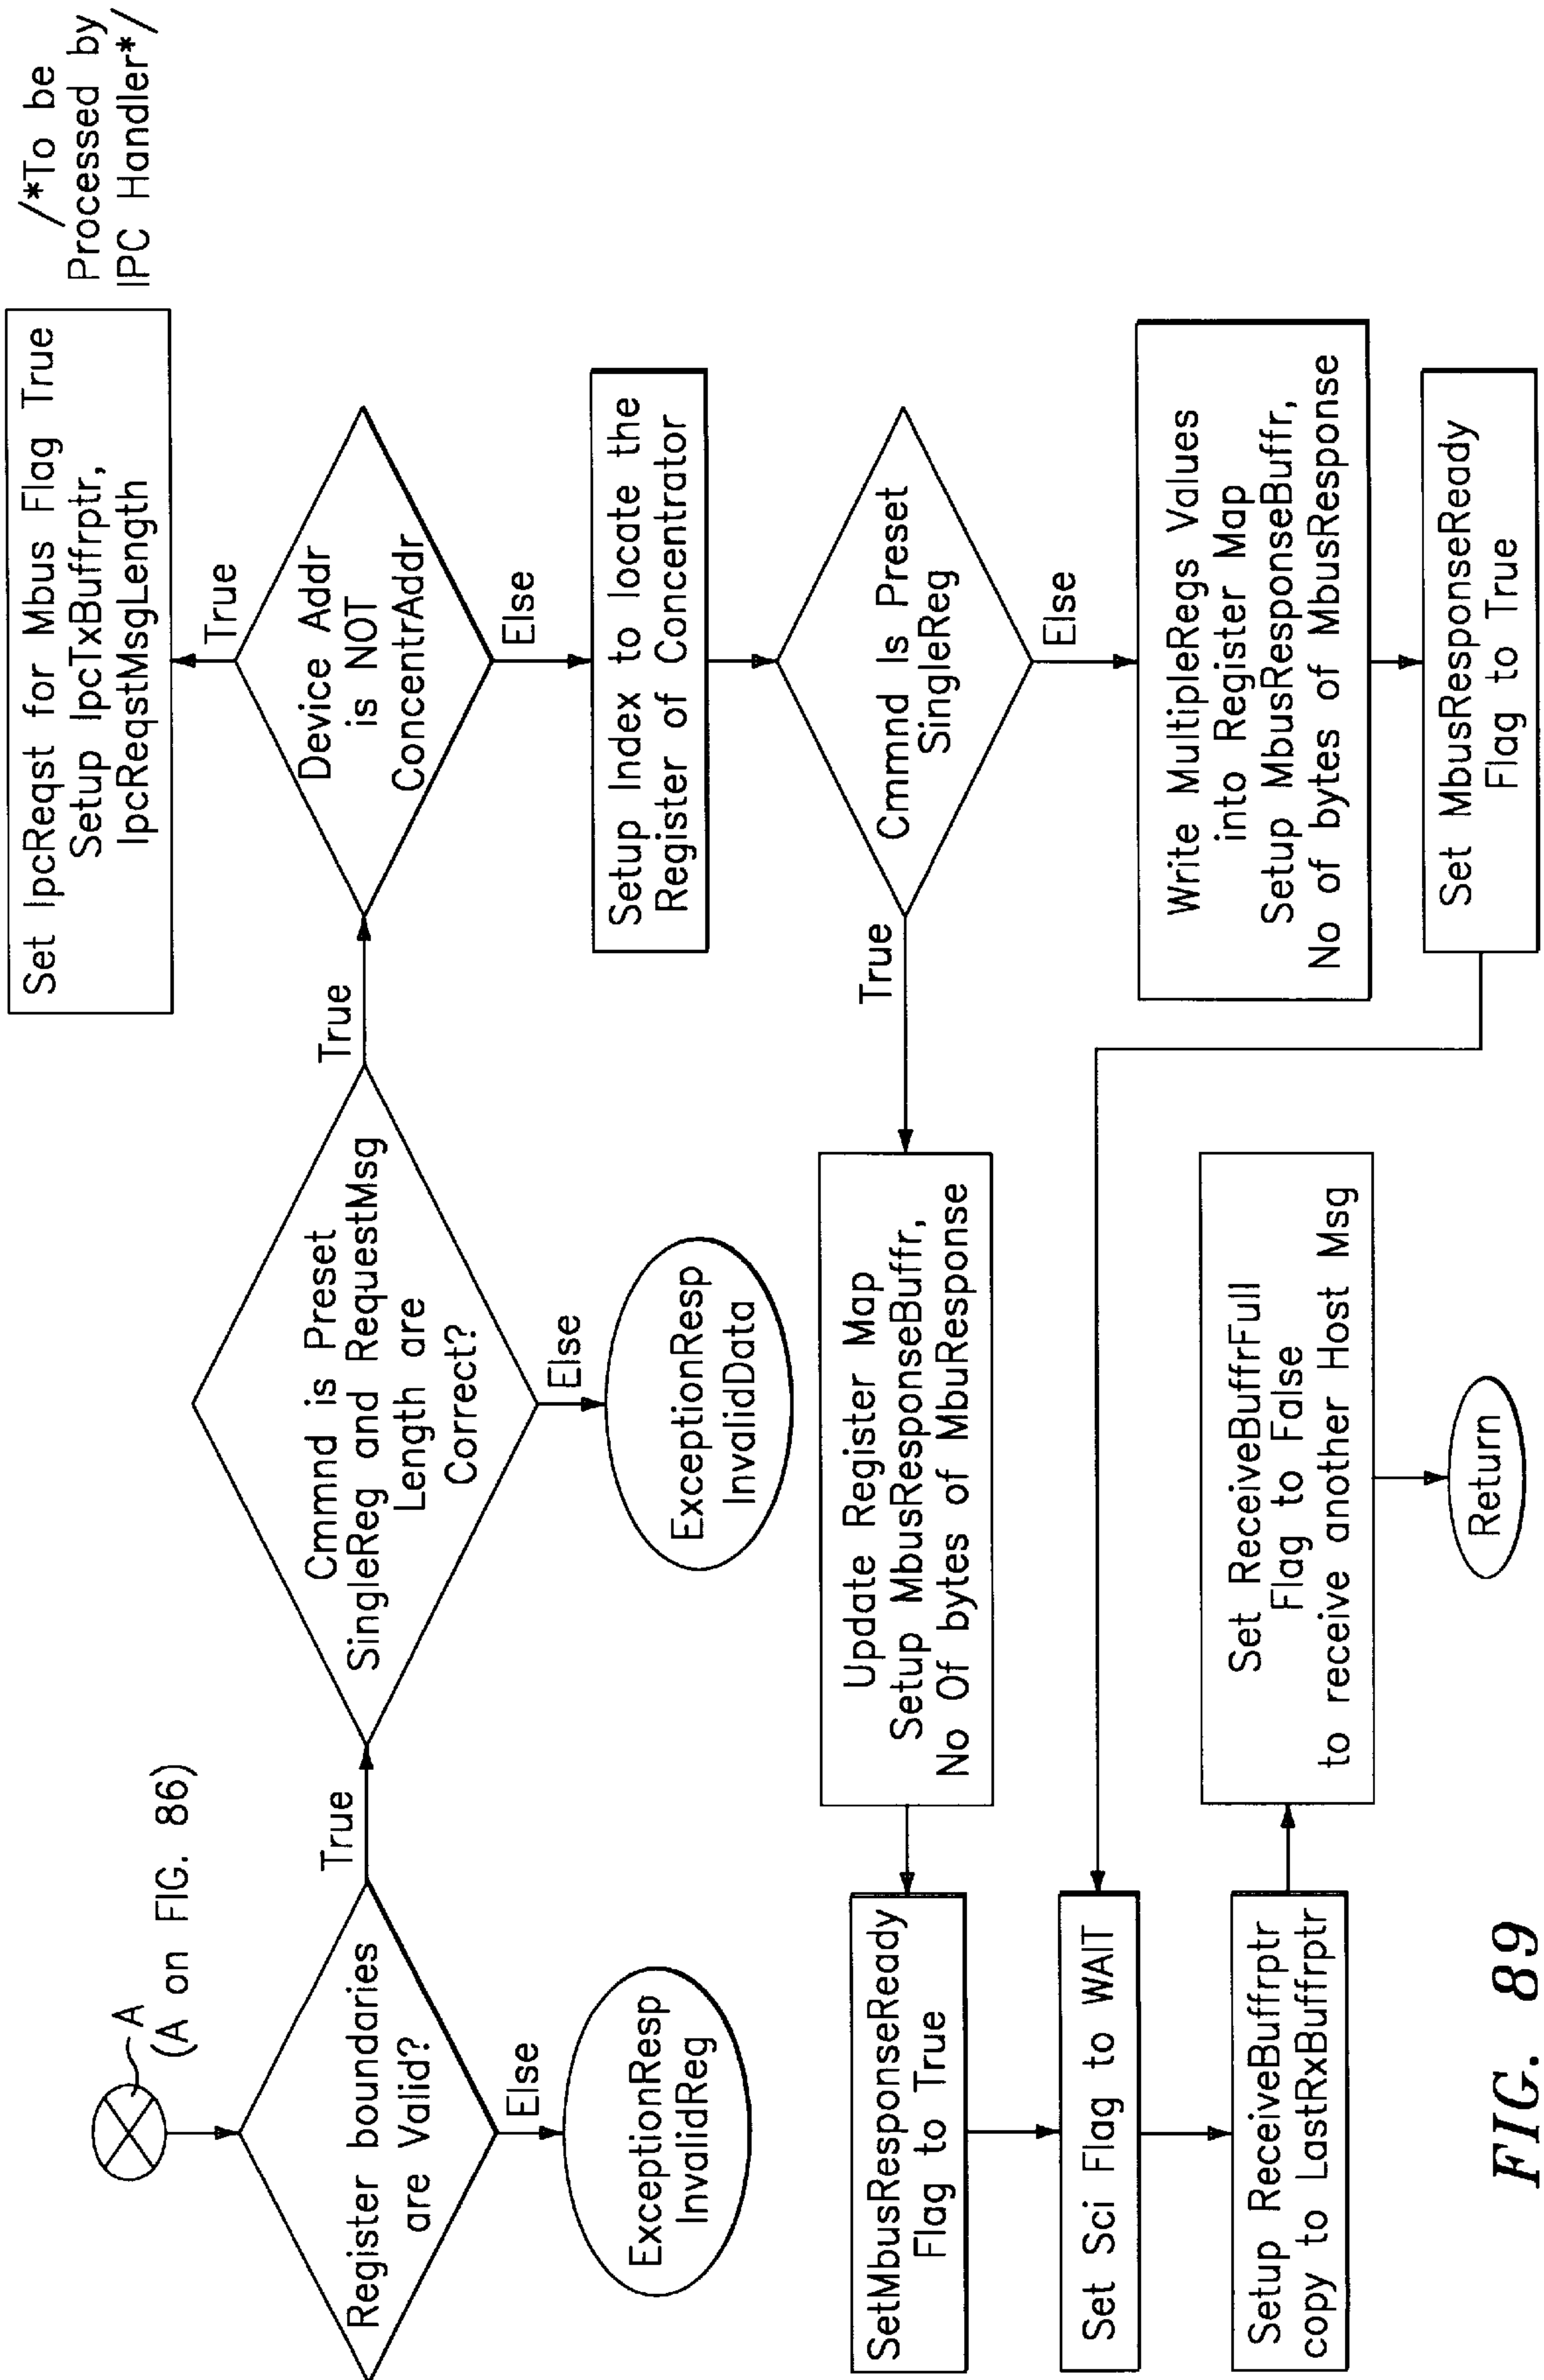 A
(A on FIG. 86)
Register boundaries
are Valid?
True
Else
ExceptionResp
InvalidReg
Cmmnd is Preset
SingleReg and RequestMsg
Length are
Correct?
True
Else
ExceptionResp
InvalidData
Device Addr
is NOT
ConcentrAddr
True
Set IpcReqst for Mbus Flag True
Setup IpcTxBuffrptr,
IpcReqstMsgLength
/*To be
Processed by
IPC Handler*/
Else
Setup Index to locate the
Register of Concentrator
Cmmnd Is Preset
SingleReg
True
Else
Update Register Map
Setup MbusResponseBuffr,
No Of bytes of MbuResponse
SetMbusResponseReady
Flag to True
Write MultipleRegs Values
into Register Map
Setup MbusResponseBuffr,
No of bytes of MbusResponse
Set MbusResponseReady
Flag to True
Set Sci Flag to WAIT
Setup ReceiveBuffrptr
copy to LastRxBuffrptr
Set ReceiveBuffrFull
Flag to False
to receive another Host Msg
Return
FIG. 89